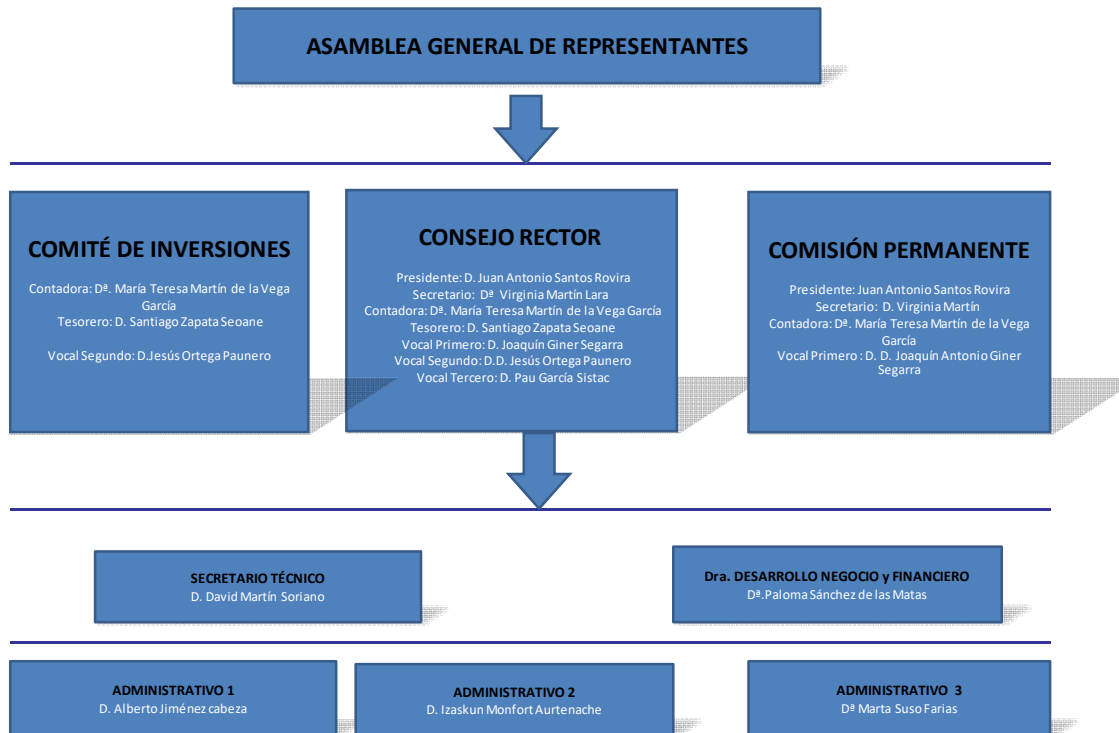 ASAMBLEA GENERAL DE REPRESENTANTES
COMITÉ DE INVERSIONES
Contadora: Dª. María Teresa Martín de la Vega
García
Tesorero: D. Santiago Zapata Seoane
Vocal Segundo: D.Jesús Ortega Paunero
CONSEJO RECTOR
Presidente: D. Juan Antonio Santos Rovira
Secretario: Dª Virginia Martín Lara
Contadora: Dª. María Teresa Martín de la Vega García
Tesorero: D. Santiago Zapata Seoane
Vocal Primero: D. Joaquín Giner Segarra
Vocal Segundo: D.D. Jesús Ortega Paunero
Vocal Tercero: D. Pau García Sistac
COMISIÓN PERMANENTE
Presidente: Juan Antonio Santos Rovira
Secretario: D. Virginia Martín
Contadora: Dª. María Teresa Martín de la Vega
García
Vocal Primero : D. D. Joaquín Antonio Giner
Segarra
SECRETARIO TÉCNICO
D. David Martín Soriano
Dra. DESARROLLO NEGOCIO y FINANCIERO
Dª.Paloma Sánchez de las Matas
ADMINISTRATIVO 1
D. Alberto Jiménez cabeza
ADMINISTRATIVO 2
D. Izaskun Monfort Aurtenache
ADMINISTRATIVO 3
Dª Marta Suso Farias